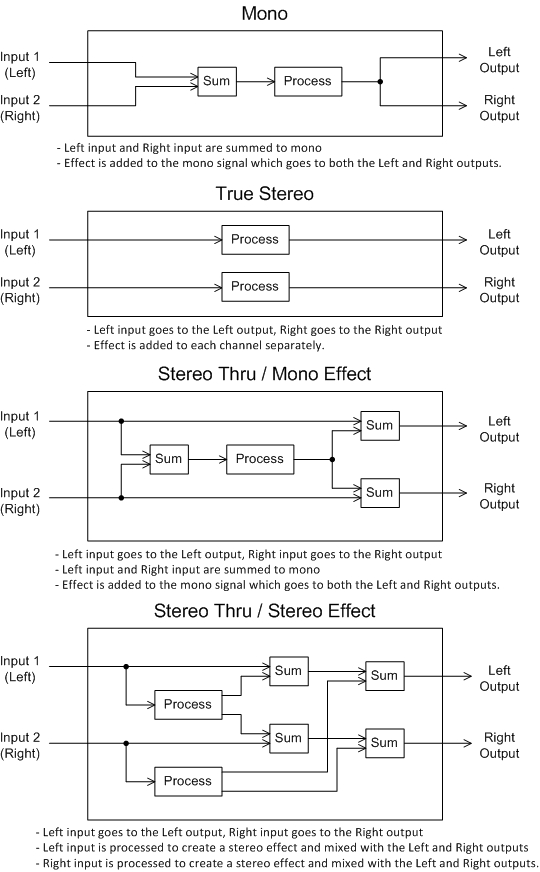 Mono
Input 1
(Left)
Left
Output
Sum
Process
Input 2
(Right)
Right
Output
- Left input and Right input are summed to mono
- Effect is added to the mono signal which goes to both the Left and Right outputs.
True Stereo
Input 1
(Left)
Process
Left
Output
Input 2
(Right)
Process
Right
Output
- Left input goes to the Left output, Right goes to the Right output
- Effect is added to each channel separately.
Stereo Thru / Mono Effect
Input 1
(Left)
Sum
Left
Output
Sum
Process
Input 2
(Right)
Sum
Right
Output
- Left input goes to the Left output, Right input goes to the Right output
- Left input and Right input are summed to mono
- Effect is added to the mono signal which goes to both the Left and Right outputs.
Stereo Thru / Stereo Effect
Input 1
(Left)
Sum
Sum
Left
Output
Process
Input 2
(Right)
Sum
Sum
Right
Output
Process
- Left input goes to the Left output, Right input goes to the Right output
- Left input is processed to create a stereo effect and mixed with the Left and Right outputs
- Right input is processed to create a stereo effect and mixed with the Left and Right outputs.